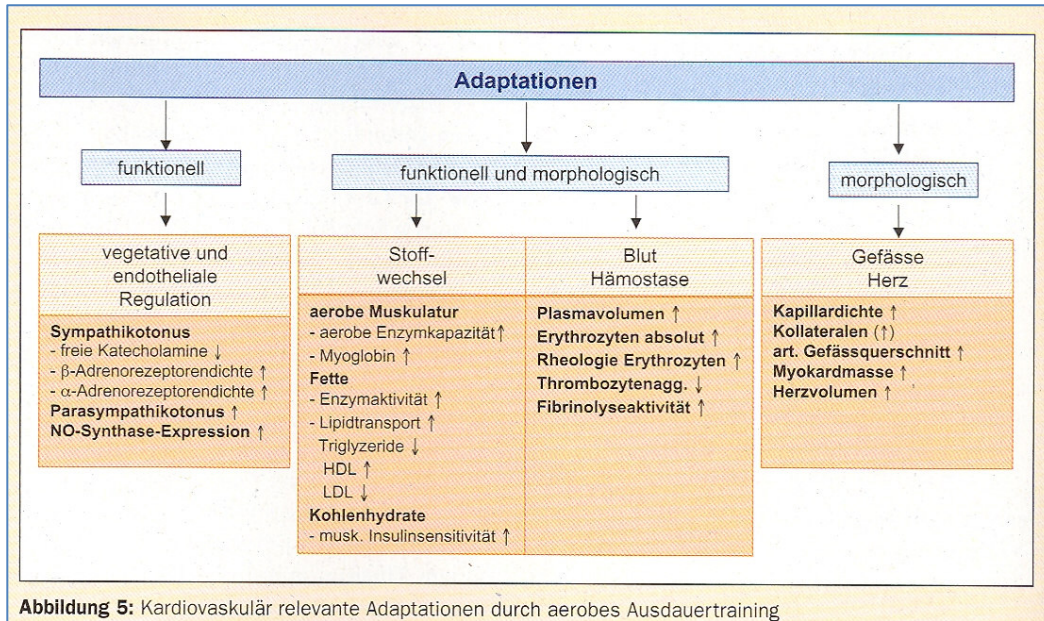 Adaptationen
funktionell
funktionell und morphologisch
morphologisch
vegetative und
endotheliale
Regulation
Sympathikotonus
- freie Katecholamine ↓
- β-Adrenorezeptorendichte ↑
- α-Adrenorezeptorendichte ↑
Parasympathikotonus ↑
NO-Synthase-Expression ↑
Stoff-
wechsel
aerobe Muskulatur
- aerobe Enzymkapazität ↑
- Myoglobin ↑
Fette
- Enzymaktivität ↑
- Lipidtransport ↑
Triglyzeride ↓
HDL ↑
LDL ↓
Kohlenhydrate
- musk. Insulinsensitivität ↑
Blut
Hämostase
Plasmavolumen ↑
Erythrozyten absolut ↑
Rheologie Erythrozyten ↑
Thrombozytenagg. ↓
Fibrinolyseaktivität ↑
Gefässe
Herz
Kapillardichte ↑
Kollateralen (↑)
art. Gefässquerschnitt ↑
Myokardmasse ↑
Herzvolumen ↑
Abbildung 5: Kardiovaskulär relevante Adaptationen durch aerobes Ausdauertraining